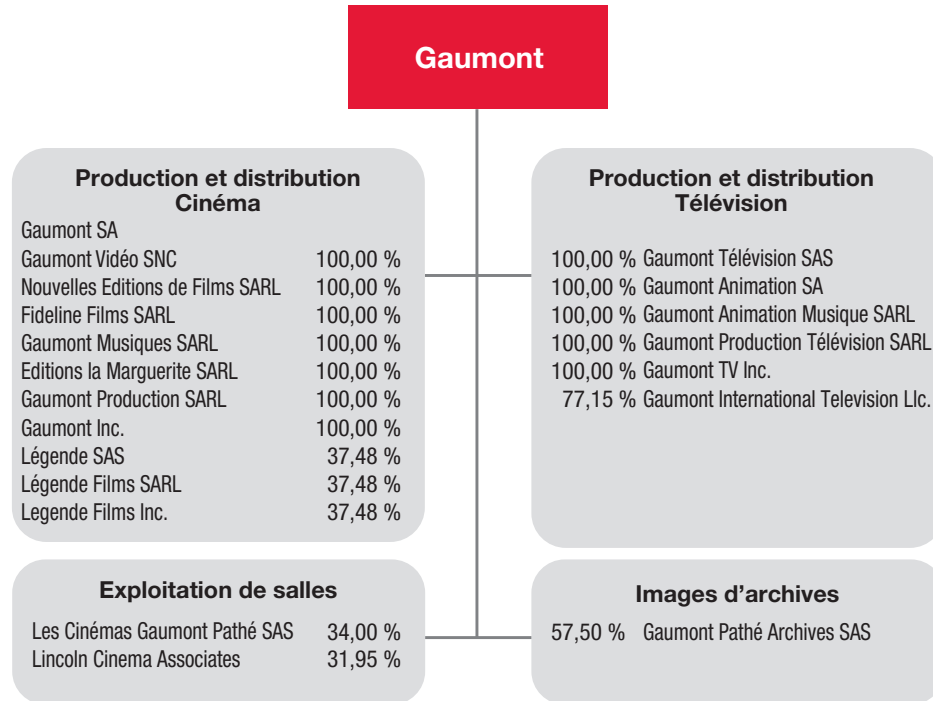 Gaumont
Production et distribution
Cinéma
Gaumont SA
Gaumont Vidéo SNC 100,00 %
Nouvelles Editions de Films SARL 100,00 %
Fideline Films SARL 100,00 %
Gaumont Musiques SARL 100,00 %
Editions la Marguerite SARL 100,00 %
Gaumont Production SARL 100,00 %
Gaumont Inc. 100,00 %
Légende SAS 37,48 %
Légende Films SARL 37,48 %
Legende Films Inc. 37,48 %
Production et distribution
Télévision
100,00 % Gaumont Télévision SAS
100,00 % Gaumont Animation SA
100,00 % Gaumont Animation Musique SARL
100,00 % Gaumont Production Télévision SARL
100,00 % Gaumont TV Inc.
77,15 % Gaumont International Television Llc.
Exploitation de salles
Les Cinémas Gaumont Pathé SAS 34,00 %
Lincoln Cinema Associates 31,95 %
Images d’archives
57,50 % Gaumont Pathé Archives SAS